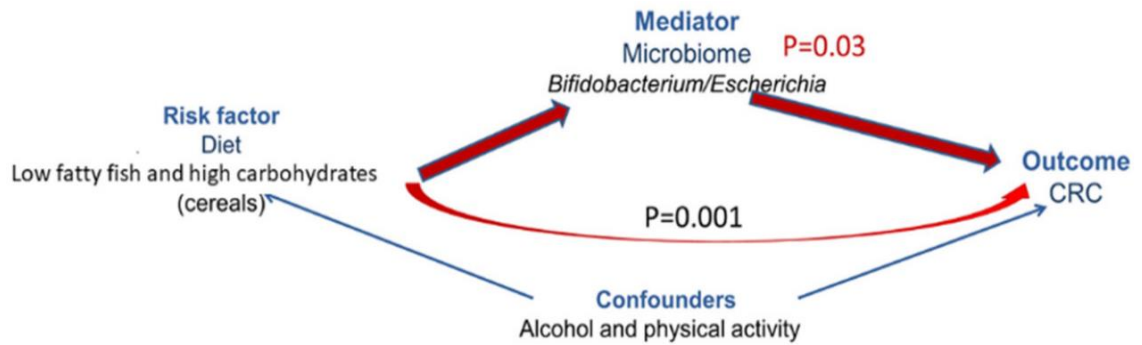 Mediator
Microbiome
P=0.03
Bifidobacterium/Escherichia
Risk factor
Diet
Low fatty fish and high carbohydrates
(cereals)
Outcome
CRC
P=0.001
Confounders
Alcohol and physical activity